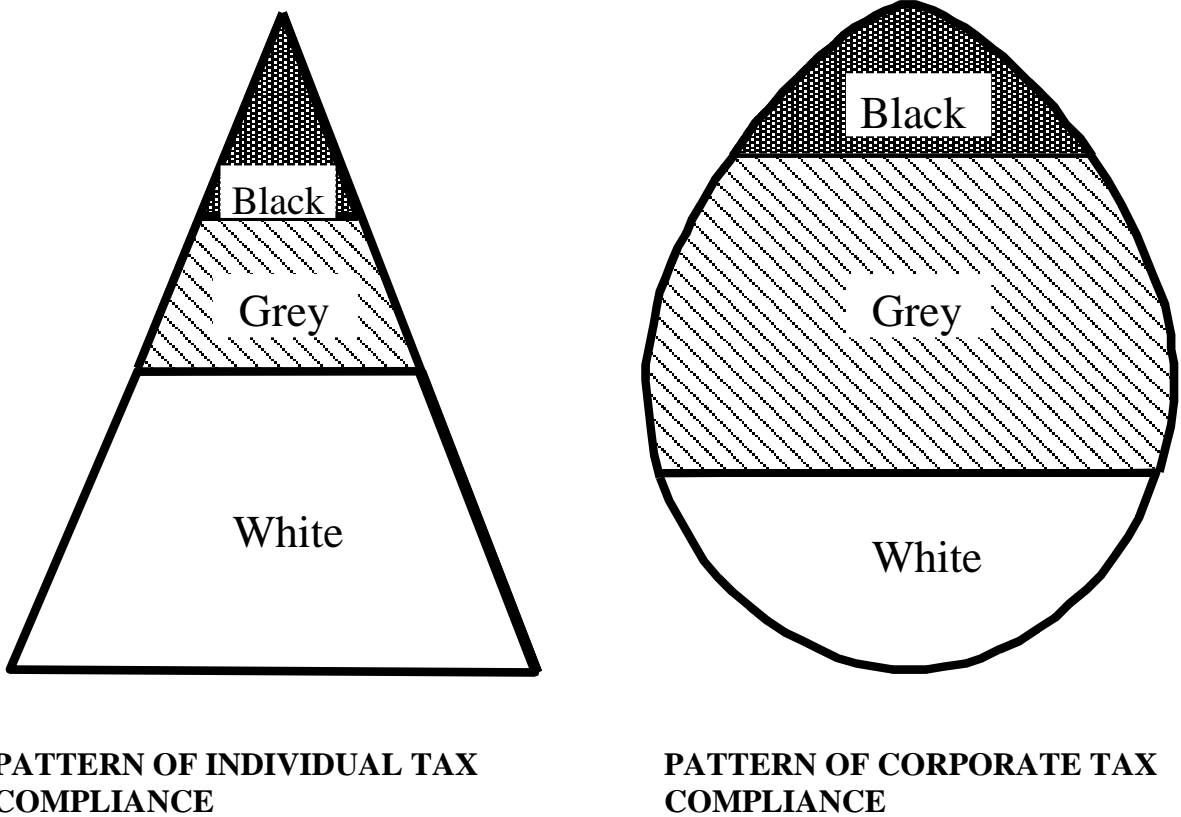 Black
Grey
White
PATTERN OF INDIVIDUAL TAX
COMPLIANCE
Black
Grey
White
PATTERN OF CORPORATE TAX
COMPLIANCE